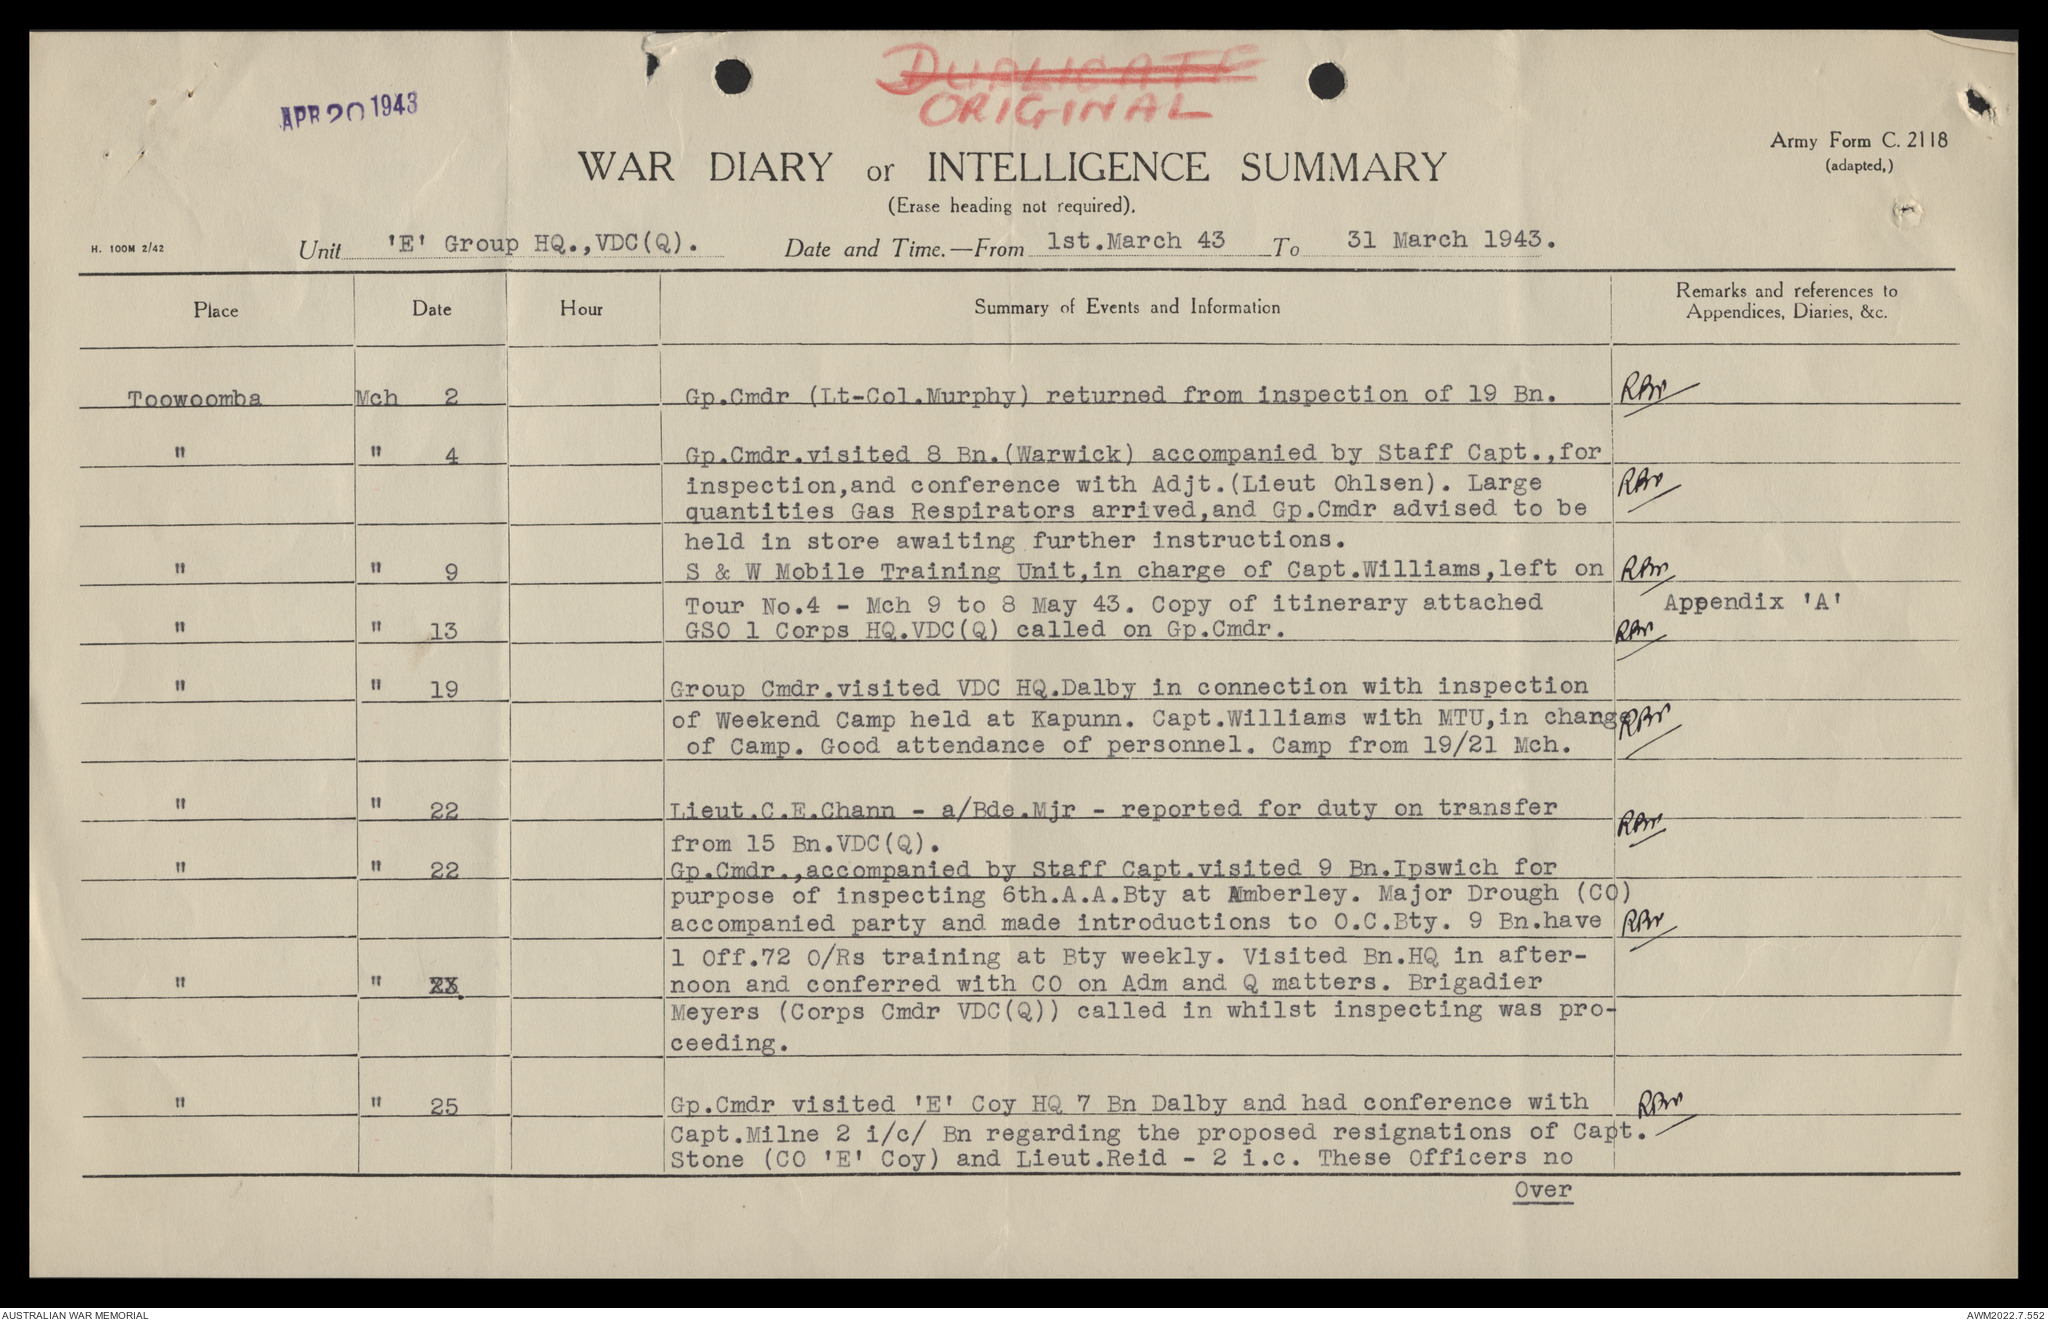 DUPLICATE
ORIGINAL
APR 20 1943
Army Form C. 2118
(adapted.)
WAR DIARY or INTELLIGENCE SUMMARY
(Erase heading not required).
H. 100M 2/42
Unit 'E' Group HQ.,VDC(Q). Date and Time.—From 1st.March 43 To 31 March 1943.
Place Date Hour Summary of Events and Information Remarks and references to
Appendices, Diaries, &c.
Toowoomba Mch 2 Gp.Cmdr (Lt-Col.Murphy) returned from inspection of 19 Bn.
" " 4 Gp.Cmdr.visited 8 Bn.(Warwick) accompanied by Staff Capt.,for
inspection,and conference with Adjt.(Lieut Ohlsen). Large
quantities Gas Respirators arrived,and Gp.Cmdr advised to be
held in store awaiting further instructions.
" " 9 S & W Mobile Training Unit,in charge of Capt.Williams,left on
Tour No.4 - Mch 9 to 8 May 43. Copy of itinerary attached Appendix 'A'
" " 13 GSO 1 Corps HQ.VDC(Q) called on Gp.Cmdr.
" " 19 Group Cmdr.visited VDC HQ.Dalby in connection with inspection
of Weekend Camp held at Kapunn. Capt.Williams with MTU,in charge
of Camp. Good attendance of personnel. Camp from 19/21 Mch.
" " 22 Lieut.C.E.Chann - a/Bde.Mjr - reported for duty on transfer
from 15 Bn.VDC(Q).
" " 22 Gp.Cmdr.,accompanied by Staff Capt.visited 9 Bn.Ipswich for
purpose of inspecting 6th.A.A.Bty at Amberley. Major Drough (CO)
accompanied party and made introductions to O.C.Bty. 9 Bn.have
1 Off.72 O/Rs training at Bty weekly. Visited Bn.HQ in after-
" " noon and conferred with CO on Adm and Q matters. Brigadier
Meyers (Corps Cmdr VDC(Q)) called in whilst inspecting was pro-
ceeding.
" " 25 Gp.Cmdr visited 'E' Coy HQ 7 Bn Dalby and had conference with
Capt.Milne 2 i/c/ Bn regarding the proposed resignations of Capt.
Stone (CO 'E' Coy) and Lieut.Reid - 2 i.c. These Officers no
Over
AUSTRALIAN WAR MEMORIAL
AWM2022.7.552